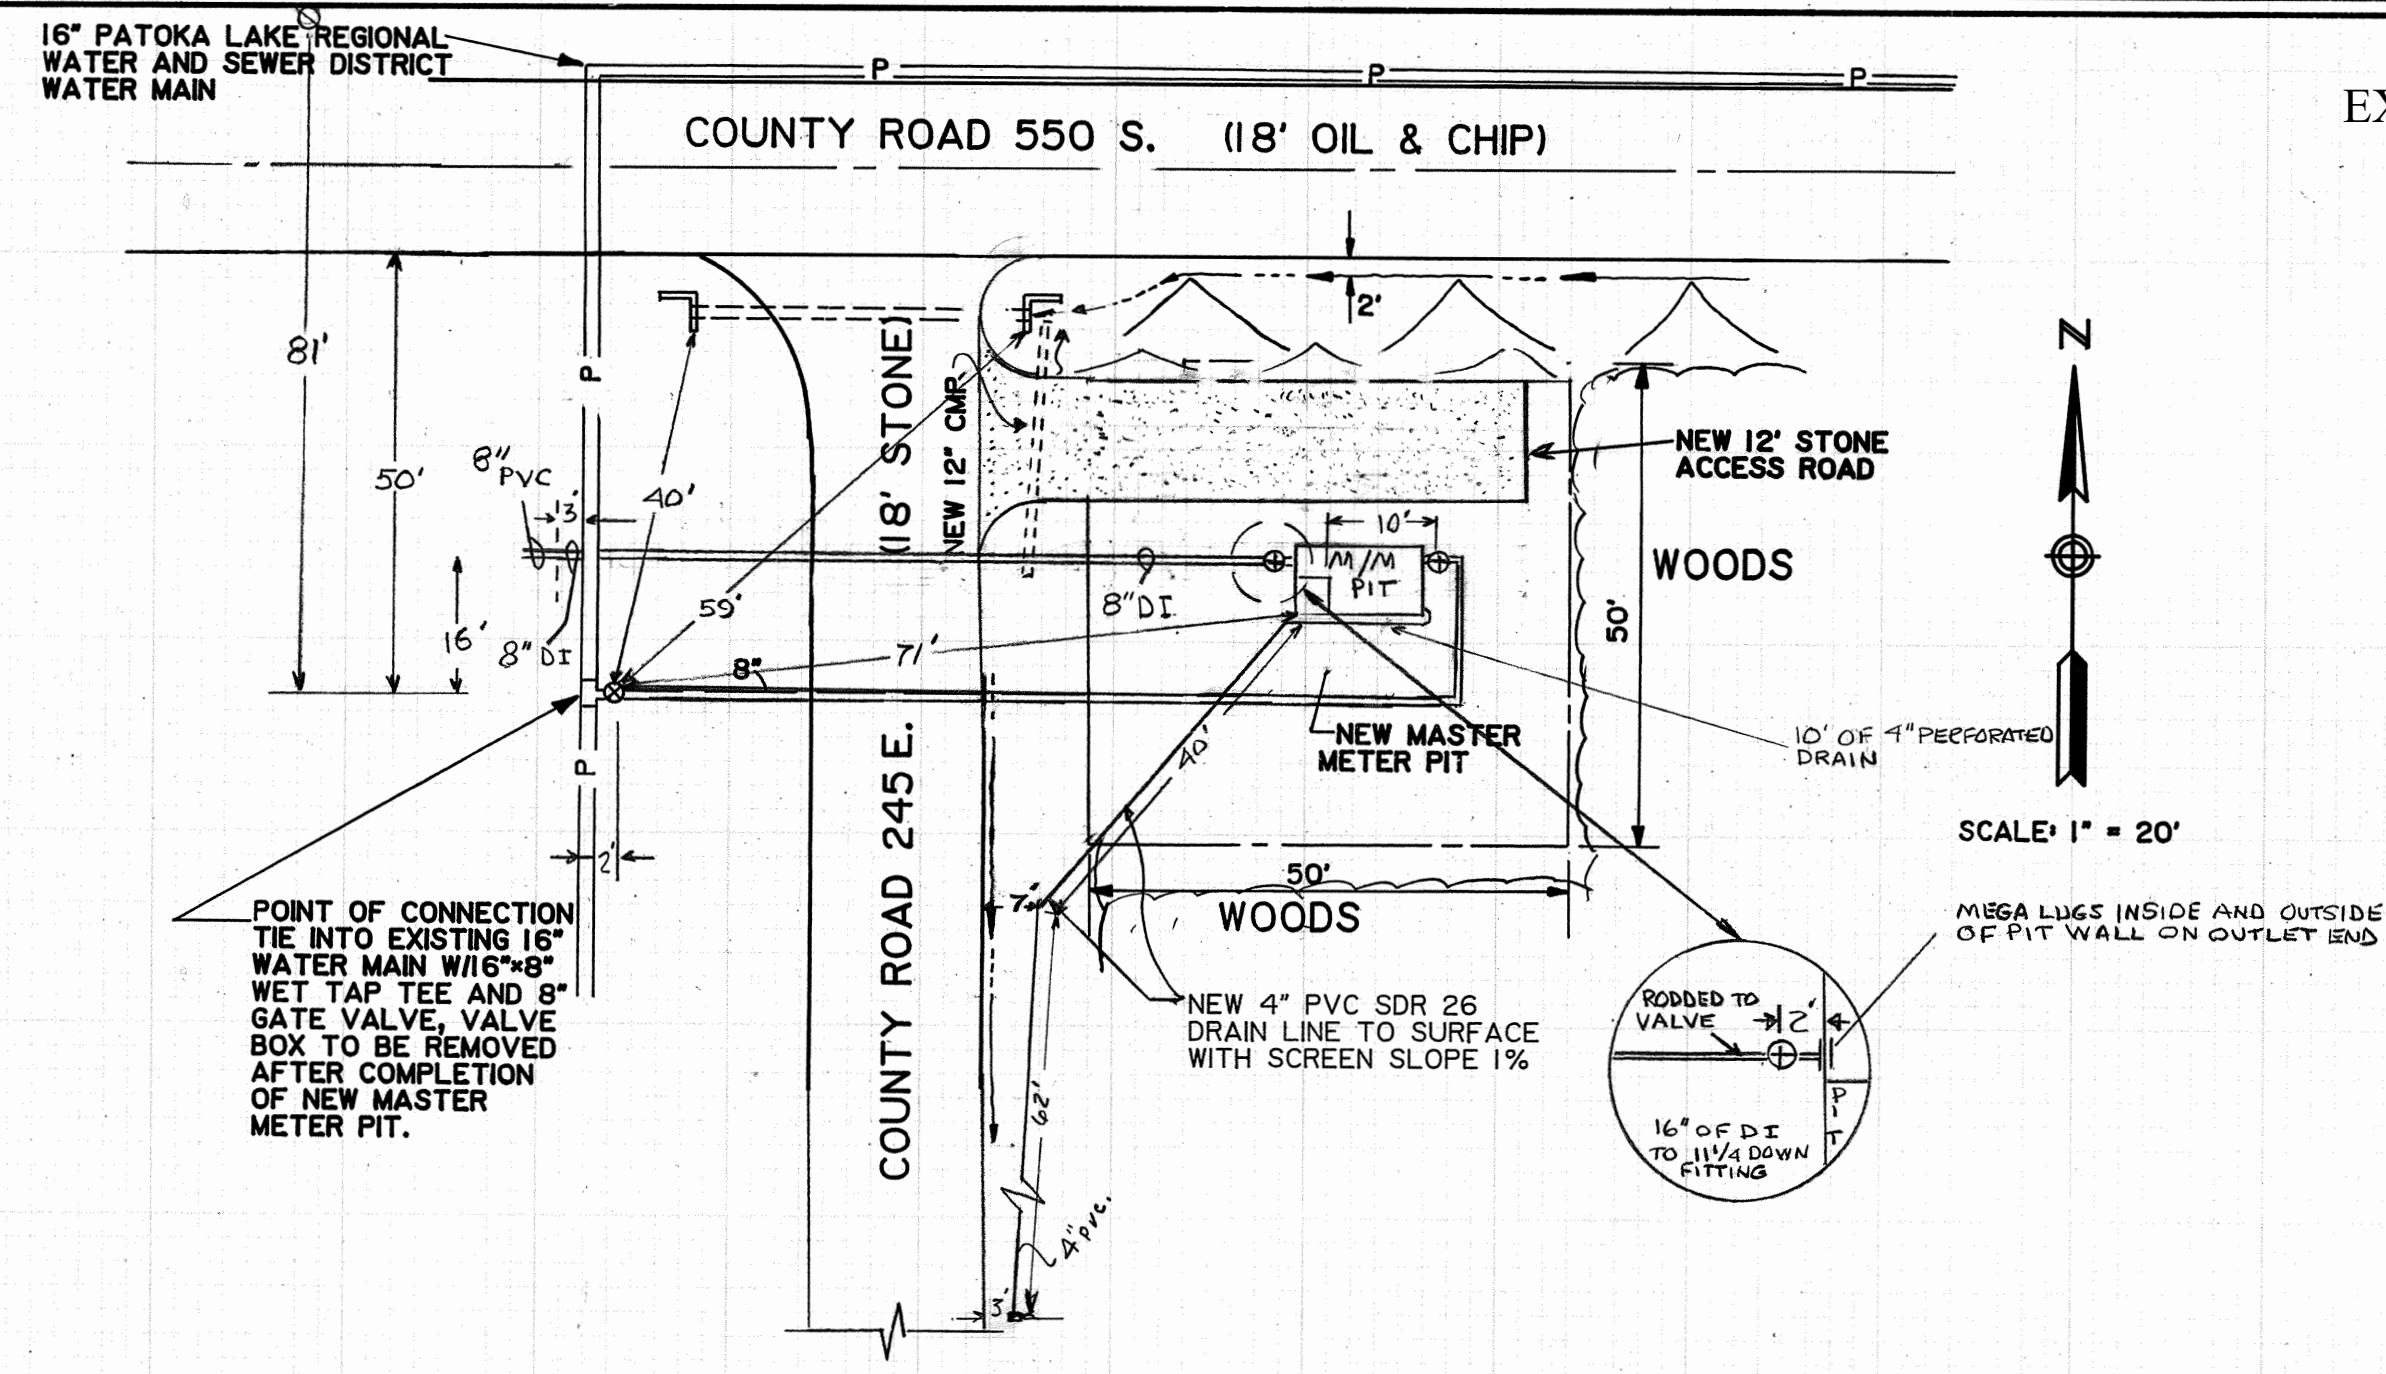 16" PATOKA LAKE REGIONAL
WATER AND SEWER DISTRICT
WATER MAIN
P
P
P
EX
COUNTY ROAD 550 S. (18' OIL & CHIP)
81'
50'
P
2'
N
8"
PVC
3'
40'
(18' STONE)
NEW 12" CMP
NEW 12' STONE
ACCESS ROAD
10'
M/M
PIT
WOODS
50'
16'
8" DI
59'
8" DI
71'
8"
P
NEW MASTER
METER PIT
40'
10' OF 4" PERFORATED
DRAIN
SCALE: 1" = 20'
2'
COUNTY ROAD 245 E.
7'
50'
WOODS
POINT OF CONNECTION
TIE INTO EXISTING 16"
WATER MAIN W/16"x8"
WET TAP TEE AND 8"
GATE VALVE, VALVE
BOX TO BE REMOVED
AFTER COMPLETION
OF NEW MASTER
METER PIT.
NEW 4" PVC SDR 26
DRAIN LINE TO SURFACE
WITH SCREEN SLOPE 1%
MEGA LUGS INSIDE AND OUTSIDE
OF PIT WALL ON OUTLET END
RODDED TO
VALVE
2'
PIT
16" OF DI
TO 11 1/4 DOWN
FITTING
62'
4" PVC.
3'